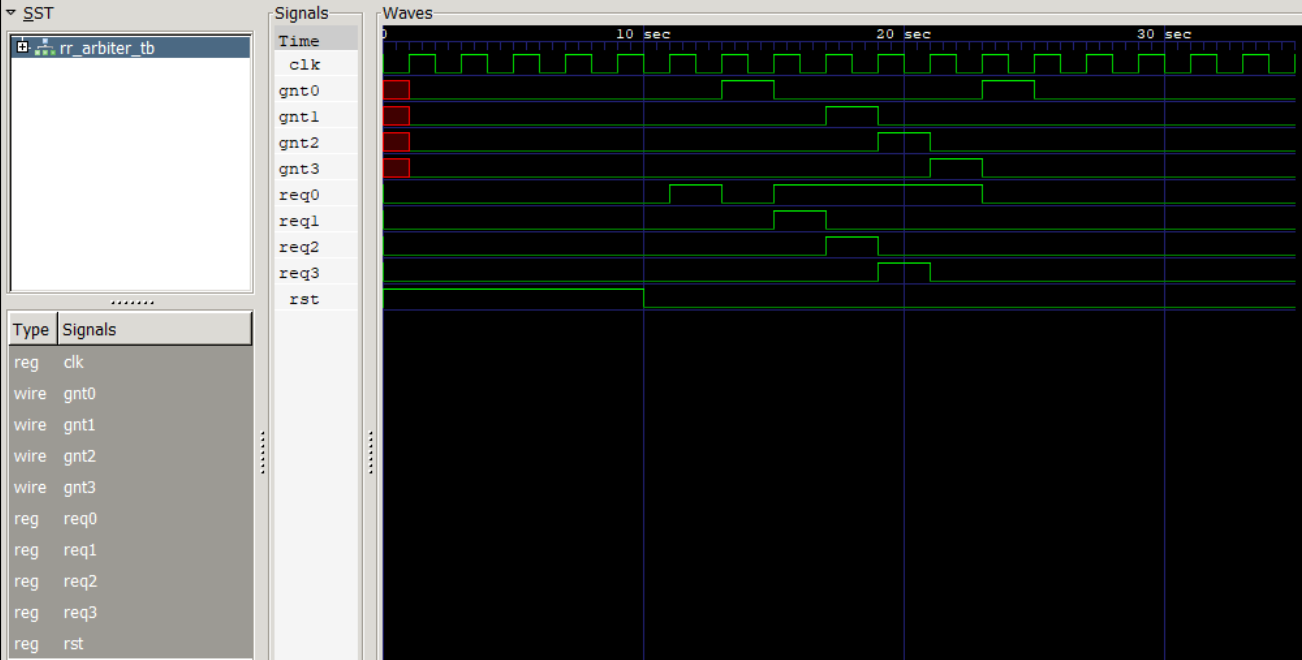 SST
rr_arbiter_tb
Type Signals
reg clk
wire gnt0
wire gnt1
wire gnt2
wire gnt3
reg req0
reg req1
reg req2
reg req3
reg rst
Signals
Time
clk
gnt0
gnt1
gnt2
gnt3
req0
req1
req2
req3
rst
Waves
0 10 sec 20 sec 30 sec